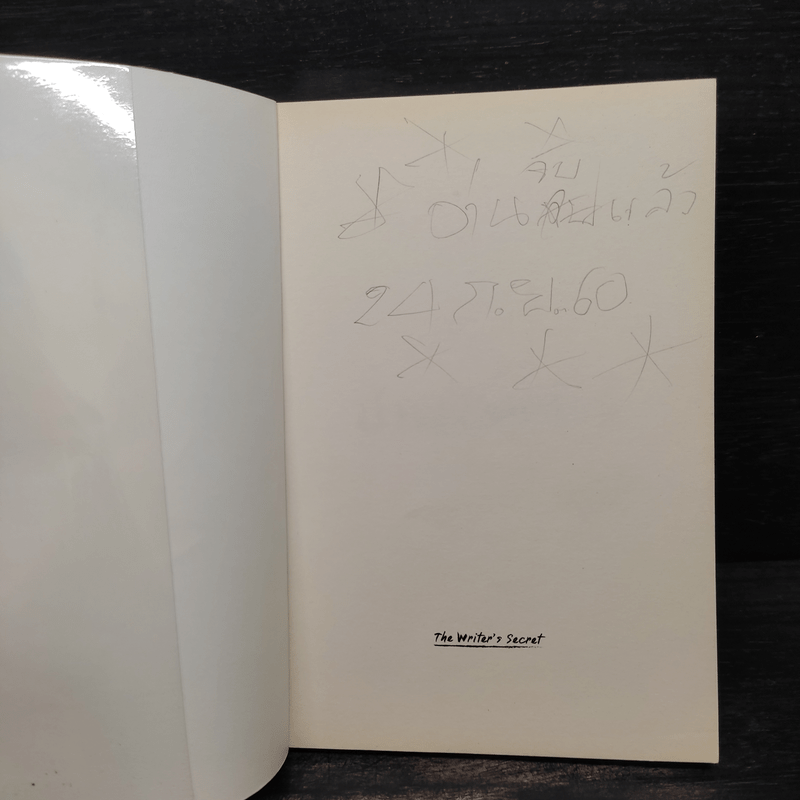 จบ
อ่าน แล้ว
24 ก.ย.60
The Writer's Secret